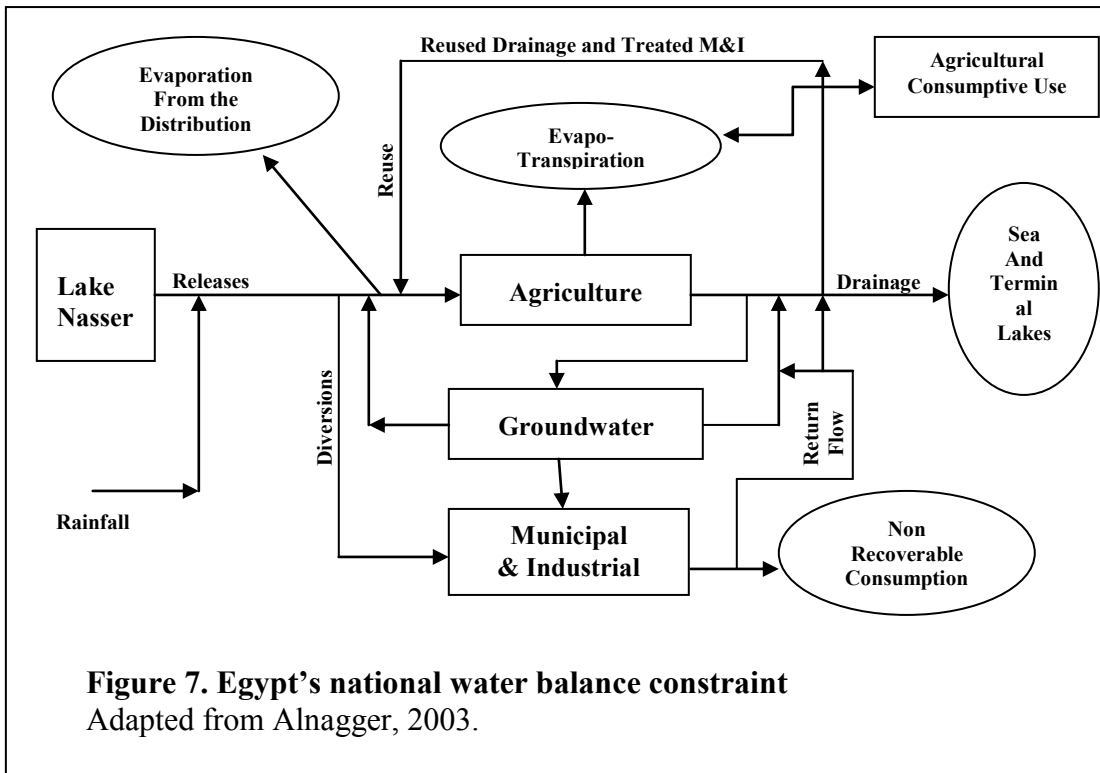 Reused Drainage and Treated M&I
Evaporation
From the
Distribution
Agricultural
Consumptive Use
Evapo-
Transpiration
Reuse
Lake
Nasser
Releases
Agriculture
Drainage
Sea
And
Termin
al
Lakes
Diversions
Groundwater
Return
Flow
Rainfall
Municipal
& Industrial
Non
Recoverable
Consumption
Figure 7. Egypt’s national water balance constraint
Adapted from Alnagger, 2003.